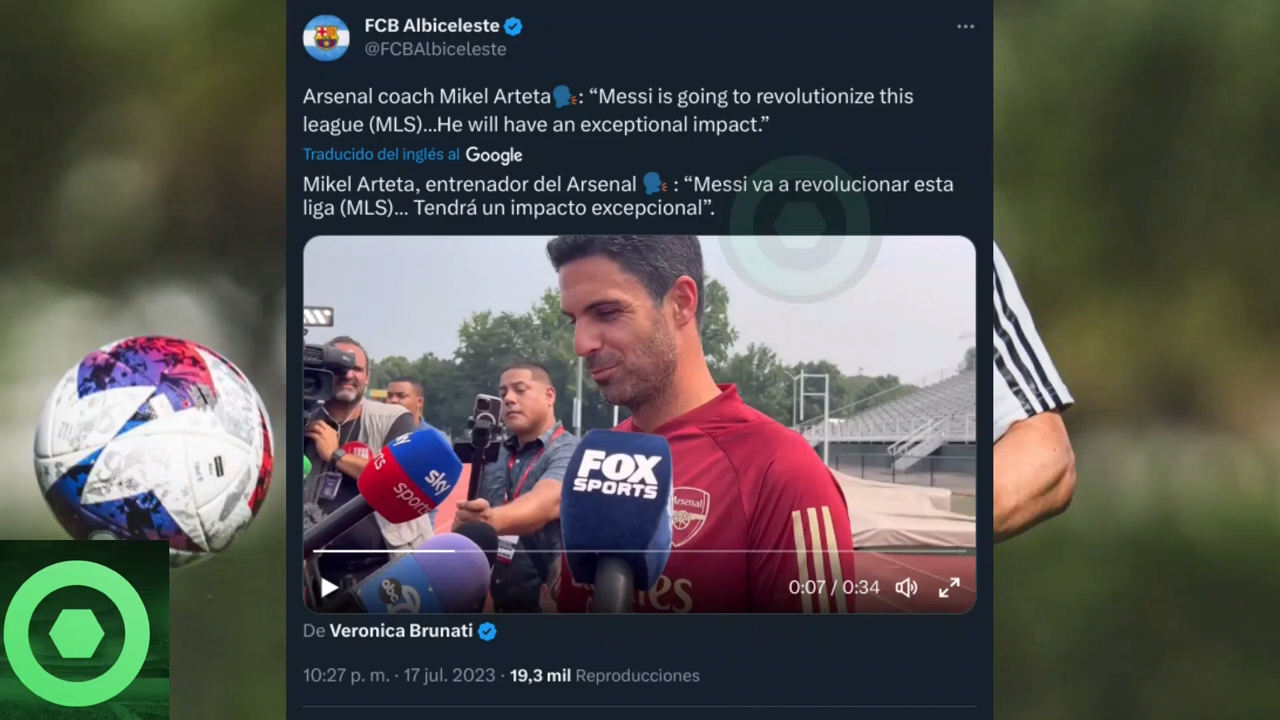 FCB Albiceleste
@FCBAlbiceleste
Arsenal coach Mikel Arteta🗣️: “Messi is going to revolutionize this
league (MLS)...He will have an exceptional impact.”
Traducido del inglés al Google
Mikel Arteta, entrenador del Arsenal 🗣️ : “Messi va a revolucionar esta
liga (MLS)... Tendrá un impacto excepcional”.
sky
sports
sky
FOX
SPORTS
Arsenal
abc
0:07 / 0:34
De Veronica Brunati
10:27 p. m. · 17 jul. 2023 · 19,3 mil Reproducciones